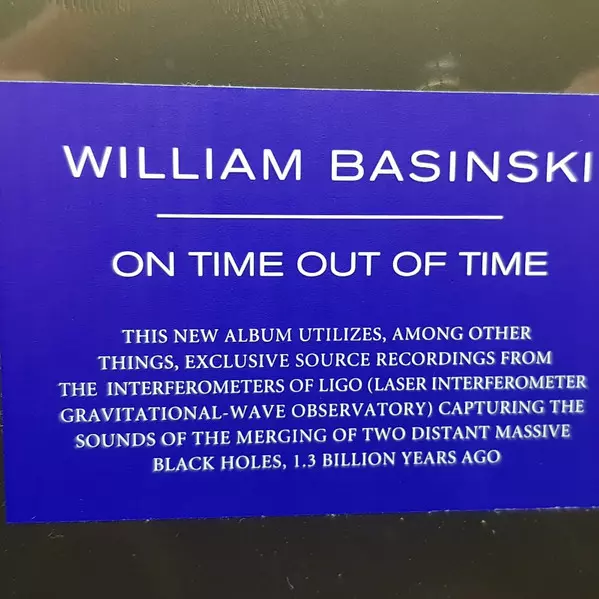 WILLIAM BASINSKI
ON TIME OUT OF TIME
THIS NEW ALBUM UTILIZES, AMONG OTHER
THINGS, EXCLUSIVE SOURCE RECORDINGS FROM
THE INTERFEROMETERS OF LIGO (LASER INTERFEROMETER
GRAVITATIONAL-WAVE OBSERVATORY) CAPTURING THE
SOUNDS OF THE MERGING OF TWO DISTANT MASSIVE
BLACK HOLES, 1.3 BILLION YEARS AGO